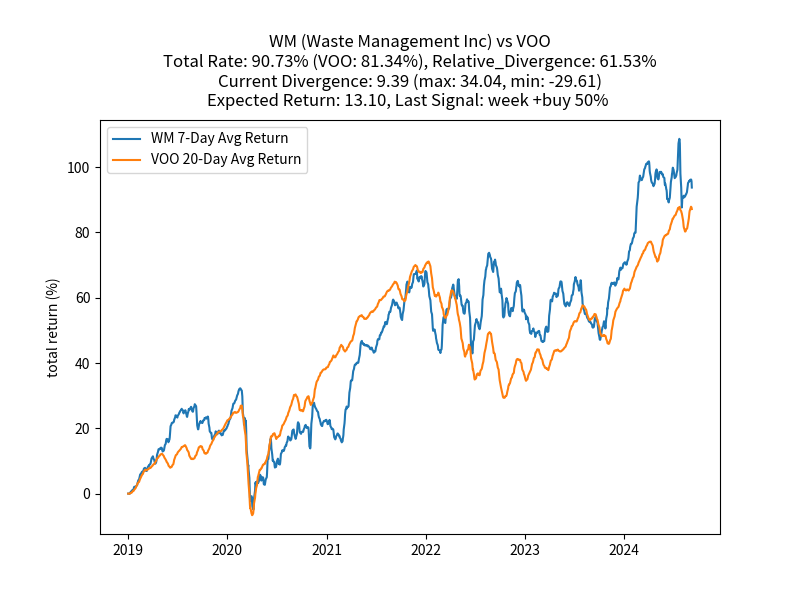 WM (Waste Management Inc) vs VOO
Total Rate: 90.73% (VOO: 81.34%), Relative_Divergence: 61.53%
Current Divergence: 9.39 (max: 34.04, min: -29.61)
Expected Return: 13.10, Last Signal: week +buy 50%
WM 7-Day Avg Return
VOO 20-Day Avg Return
total return (%)
100
80
60
40
20
0
2019
2020
2021
2022
2023
2024